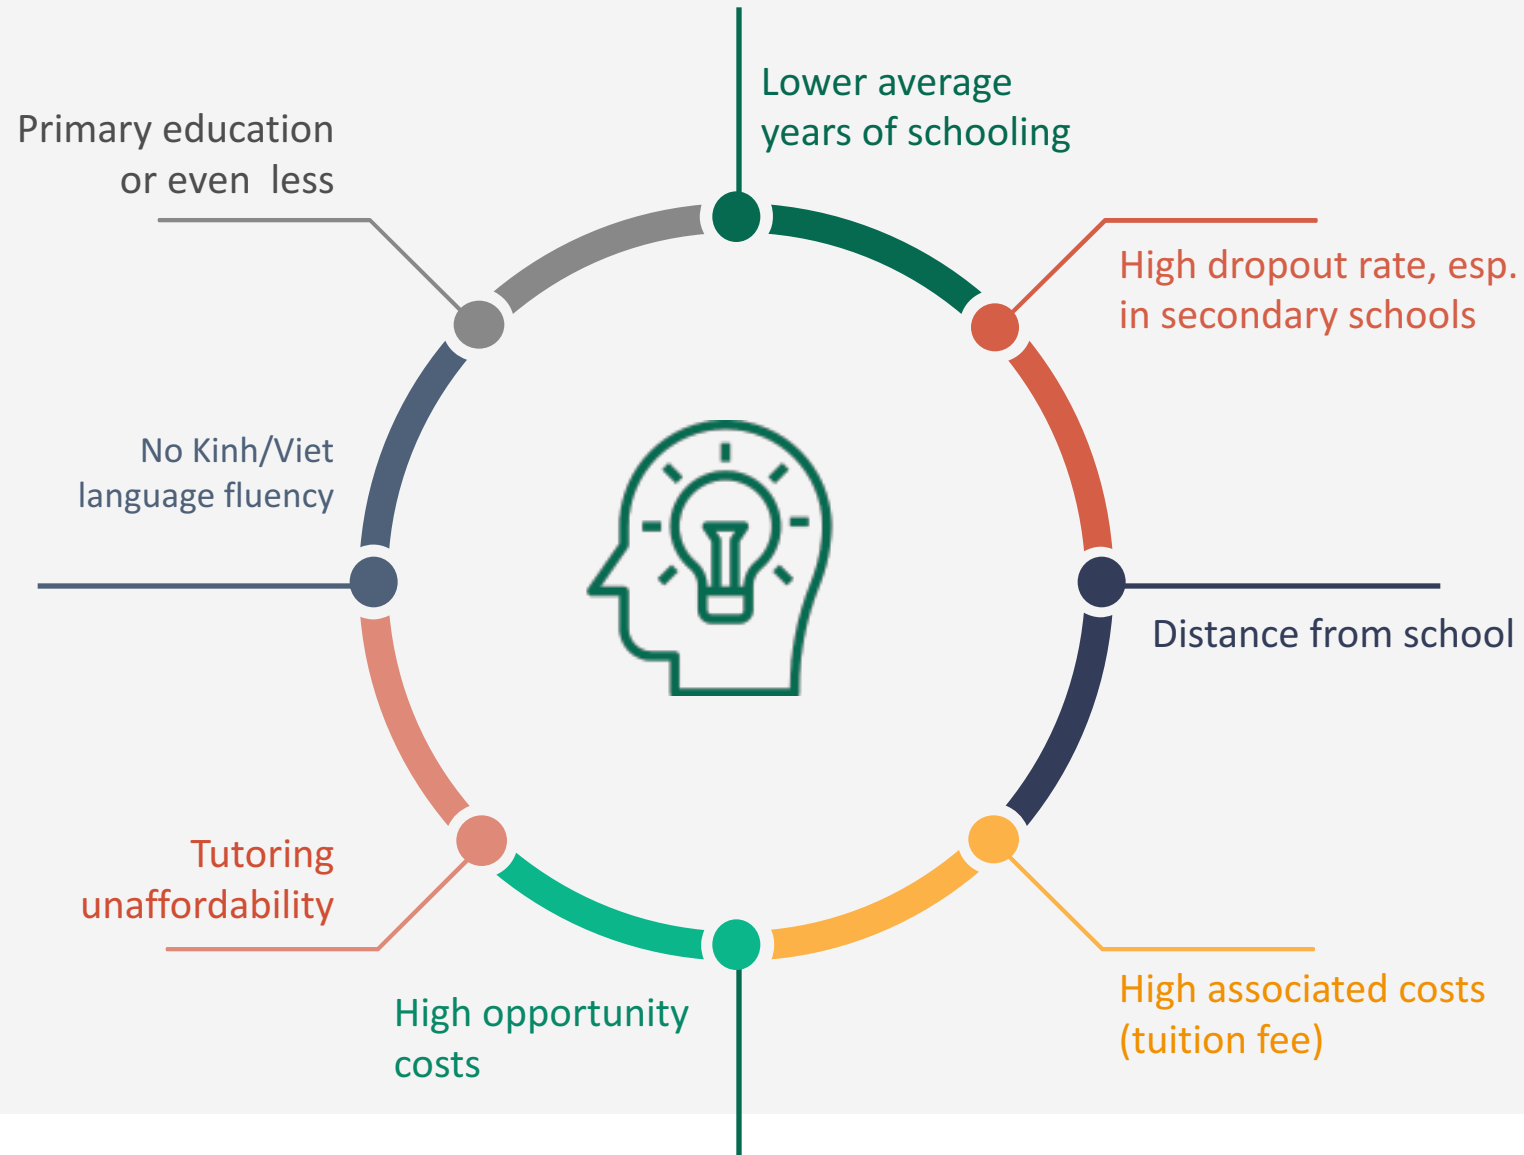 Lower average
years of schooling
High dropout rate, esp.
in secondary schools
Distance from school
High associated costs
(tuition fee)
High opportunity
costs
Tutoring
unaffordability
No Kinh/Viet
language fluency
Primary education
or even  less